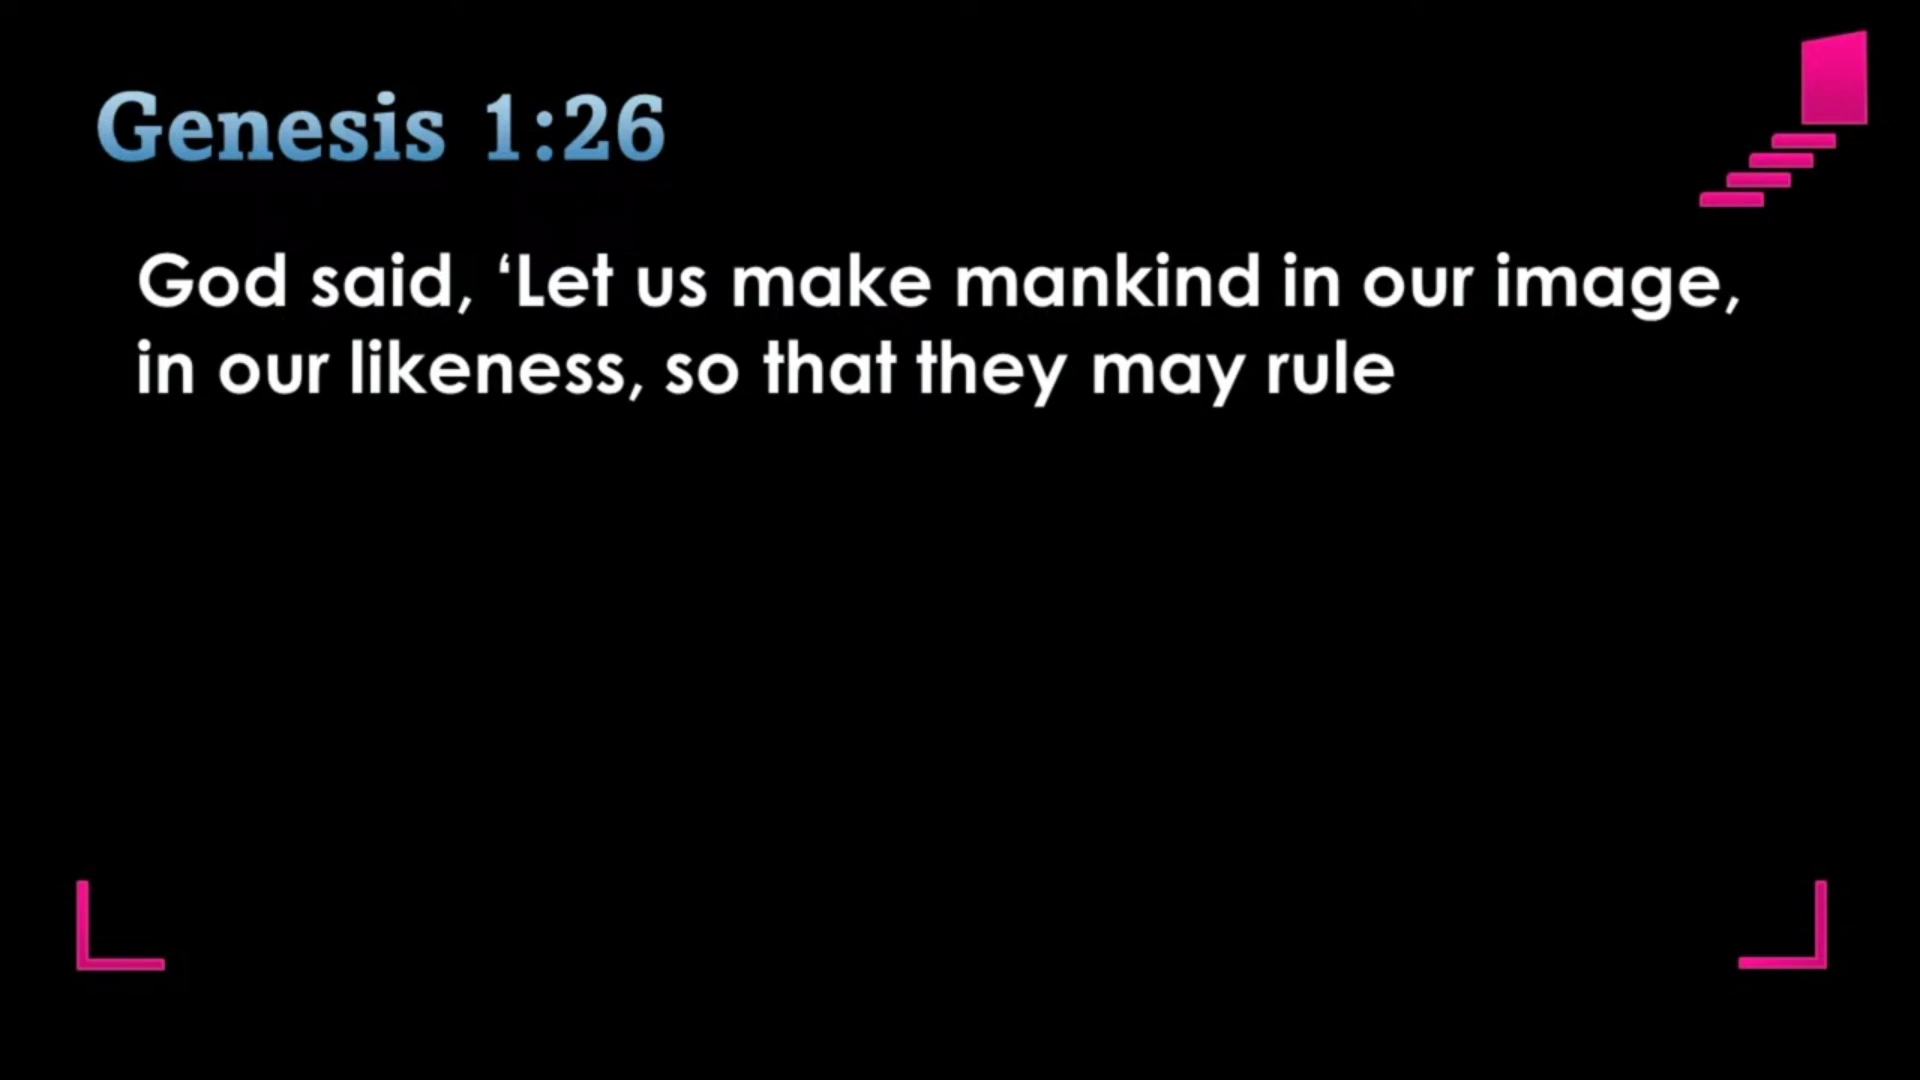 Genesis 1:26
God said, ‘Let us make mankind in our image,
in our likeness, so that they may rule